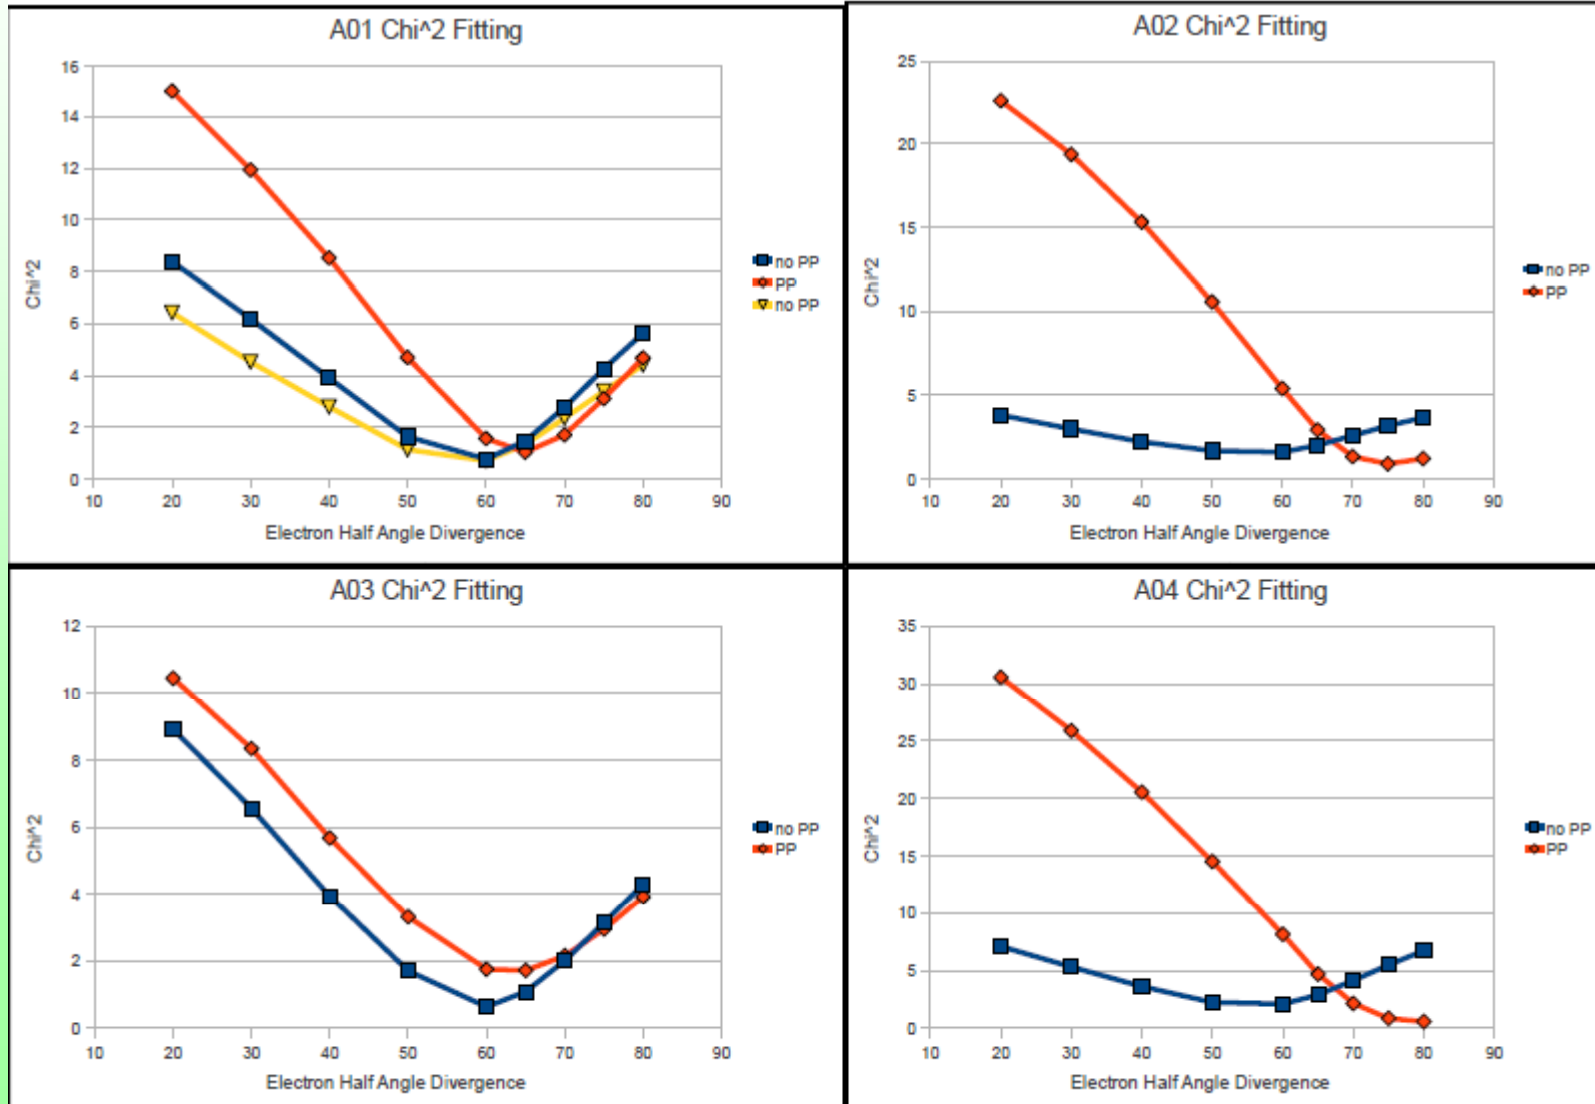 A01 Chi^2 Fitting
16
14
12
10
8
6
4
2
0
Chi^2
10 20 30 40 50 60 70 80 90
Electron Half Angle Divergence
no PP
PP
no PP
A02 Chi^2 Fitting
25
20
15
10
5
0
Chi^2
10 20 30 40 50 60 70 80 90
Electron Half Angle Divergence
no PP
PP
A03 Chi^2 Fitting
12
10
8
6
4
2
0
Chi^2
10 20 30 40 50 60 70 80 90
Electron Half Angle Divergence
no PP
PP
A04 Chi^2 Fitting
35
30
25
20
15
10
5
0
Chi^2
10 20 30 40 50 60 70 80 90
Electron Half Angle Divergence
no PP
PP